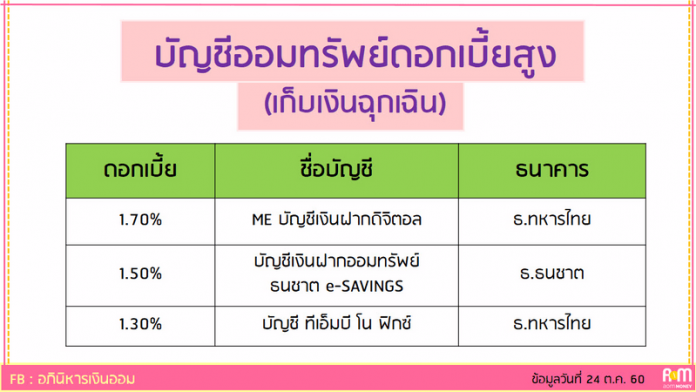 บัญชีออมทรัพย์ดอกเบี้ยสูง
(เก็บเงินฉุกเฉิน)
ดอกเบี้ย ชื่อบัญชี ธนาคาร
1.70% ME บัญชีเงินฝากดิจิตอล ธ.ทหารไทย
บัญชีเงินฝากออมทรัพย์
1.50% ธนชาต e-SAVINGS ธ.ธนชาต
1.30% บัญชี ทีเอ็มบี โน ฟิกซ์ ธ.ทหารไทย
FB : อภินิหารเงินออม ข้อมูลวันที่ 24 ต.ค. 60